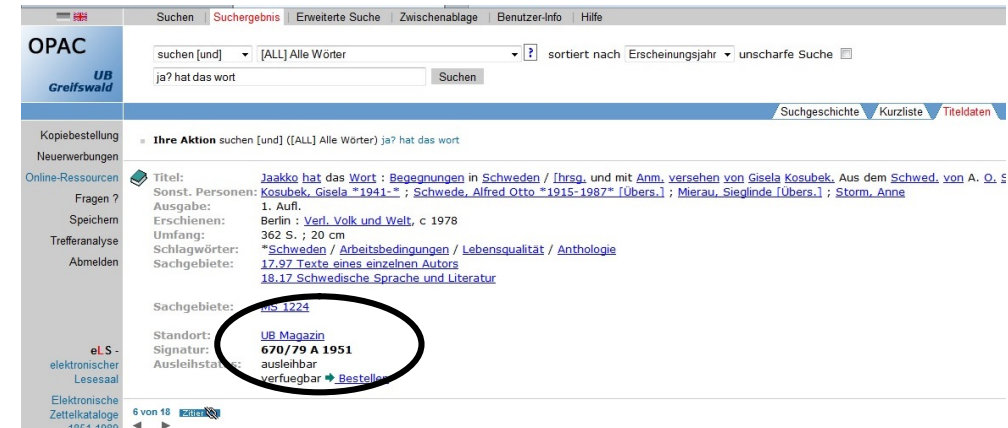 Suchen | Suchergebnis | Erweiterte Suche | Zwischenablage | Benutzer-Info | Hilfe
OPAC
UB
Greifswald
suchen [und] [ALL] Alle Wörter ? sortiert nach Erscheinungsjahr unscharfe Suche
ja? hat das wort Suchen
Suchgeschichte Kurzliste Titeldaten
Kopiebestellung
Neuerwerbungen
Online-Ressourcen
Fragen ?
Speichern
Trefferanalyse
Abmelden
eLS -
elektronischer
Lesesaal
Elektronische
Zettelkataloge
Ihre Aktion suchen [und] ([ALL] Alle Wörter) ja? hat das wort
Titel: Jaakko hat das Wort : Begegnungen in Schweden / [hrsg. und mit Anm. versehen von Gisela Kosubek. Aus dem Schwed. von A. O. S
Sonst. Personen: Kosubek, Gisela *1941-* ; Schwede, Alfred Otto *1915-1987* [Übers.] ; Mierau, Sieglinde [Übers.] ; Storm, Anne
Ausgabe: 1. Aufl.
Erschienen: Berlin : Verl. Volk und Welt, c 1978
Umfang: 362 S. ; 20 cm
Schlagwörter: *Schweden / Arbeitsbedingungen / Lebensqualität / Anthologie
Sachgebiete: 17.97 Texte eines einzelnen Autors
18.17 Schwedische Sprache und Literatur
Sachgebiete: MS 1224
Standort: UB Magazin
Signatur: 670/79 A 1951
Ausleihstatus: ausleihbar
verfuegbar Bestellen
6 von 18